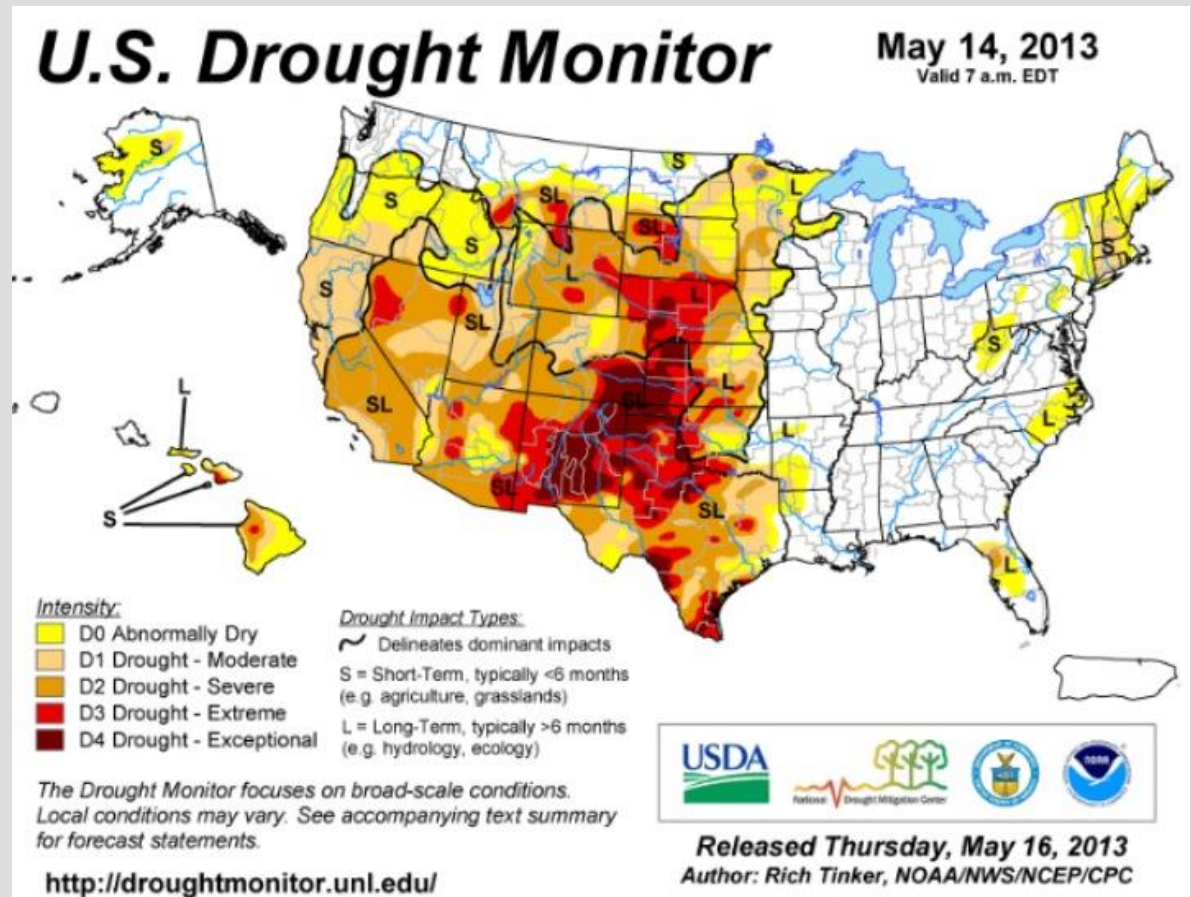 U.S. Drought Monitor
May 14, 2013
Valid 7 a.m. EDT
S
S
SL
S
L
S
SL
S
L
L
S
SL
L
S
SL
L
SL
L
L
SL
SL
L
L
S
Intensity:
D0 Abnormally Dry
D1 Drought - Moderate
D2 Drought - Severe
D3 Drought - Extreme
D4 Drought - Exceptional
Drought Impact Types:
Delineates dominant impacts
S = Short-Term, typically <6 months
(e.g. agriculture, grasslands)
L = Long-Term, typically >6 months
(e.g. hydrology, ecology)
The Drought Monitor focuses on broad-scale conditions.
Local conditions may vary. See accompanying text summary
for forecast statements.
http://droughtmonitor.unl.edu/
USDA
National Drought Mitigation Center
NOAA
Released Thursday, May 16, 2013
Author: Rich Tinker, NOAA/NWS/NCEP/CPC